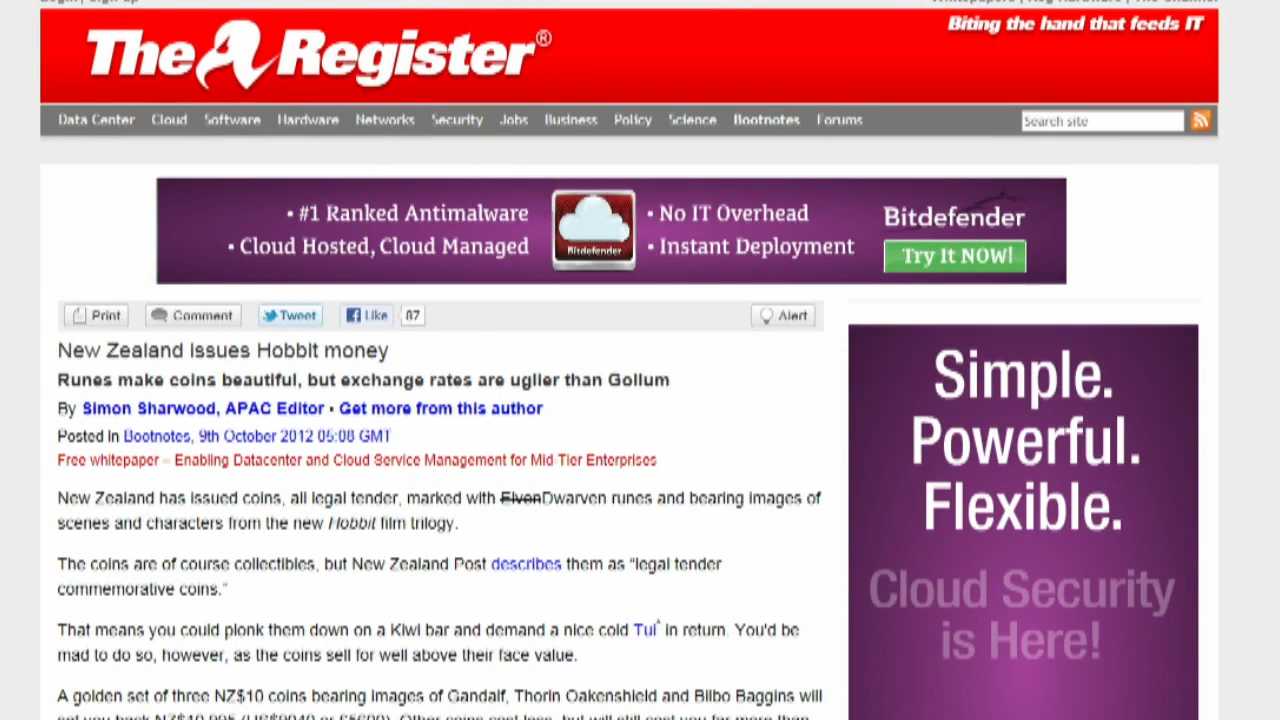 Biting the hand that feeds IT
The Register®
Data Center Cloud Software Hardware Networks Security Jobs Business Policy Science Bootnotes Forums Search site
• #1 Ranked Antimalware
• Cloud Hosted, Cloud Managed
Bitdefender
• No IT Overhead
• Instant Deployment
Bitdefender
Try It NOW!
Print Comment Tweet Like 87 Alert
New Zealand issues Hobbit money
Runes make coins beautiful, but exchange rates are uglier than Gollum
By Simon Sharwood, APAC Editor • Get more from this author
Posted in Bootnotes, 9th October 2012 05:08 GMT
Free whitepaper – Enabling Datacenter and Cloud Service Management for Mid-Tier Enterprises
New Zealand has issued coins, all legal tender, marked with ElvenDwarven runes and bearing images of
scenes and characters from the new Hobbit film trilogy.
The coins are of course collectibles, but New Zealand Post describes them as "legal tender
commemorative coins."
That means you could plonk them down on a Kiwi bar and demand a nice cold Tui* in return. You'd be
mad to do so, however, as the coins sell for well above their face value.
A golden set of three NZ$10 coins bearing images of Gandalf, Thorin Oakenshield and Bilbo Baggins will
Simple.
Powerful.
Flexible.
Cloud Security
is Here!